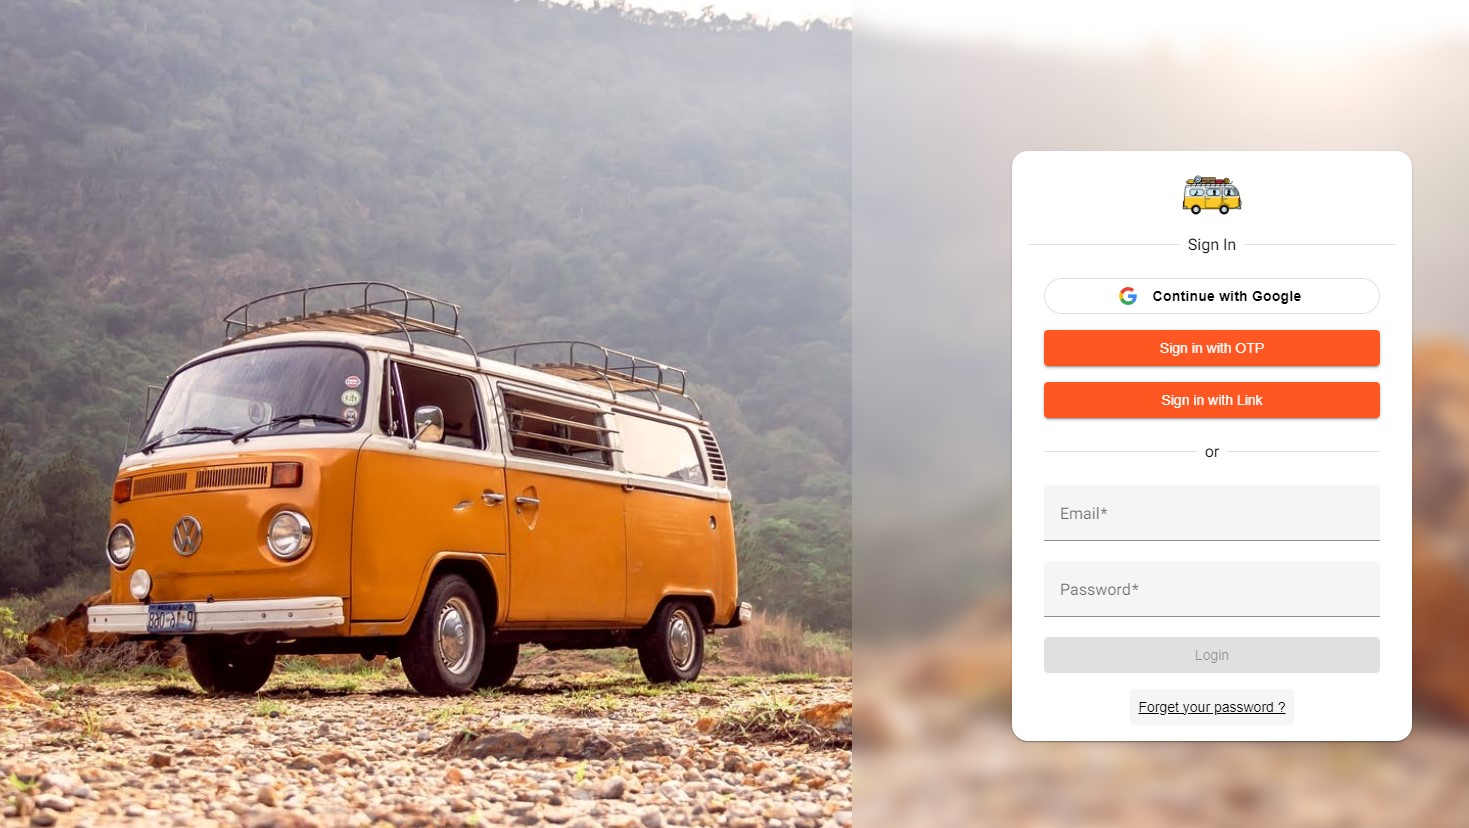 Sign In
Continue with Google
Sign in with OTP
Sign in with Link
or
Email*
Password*
Login
Forget your password ?